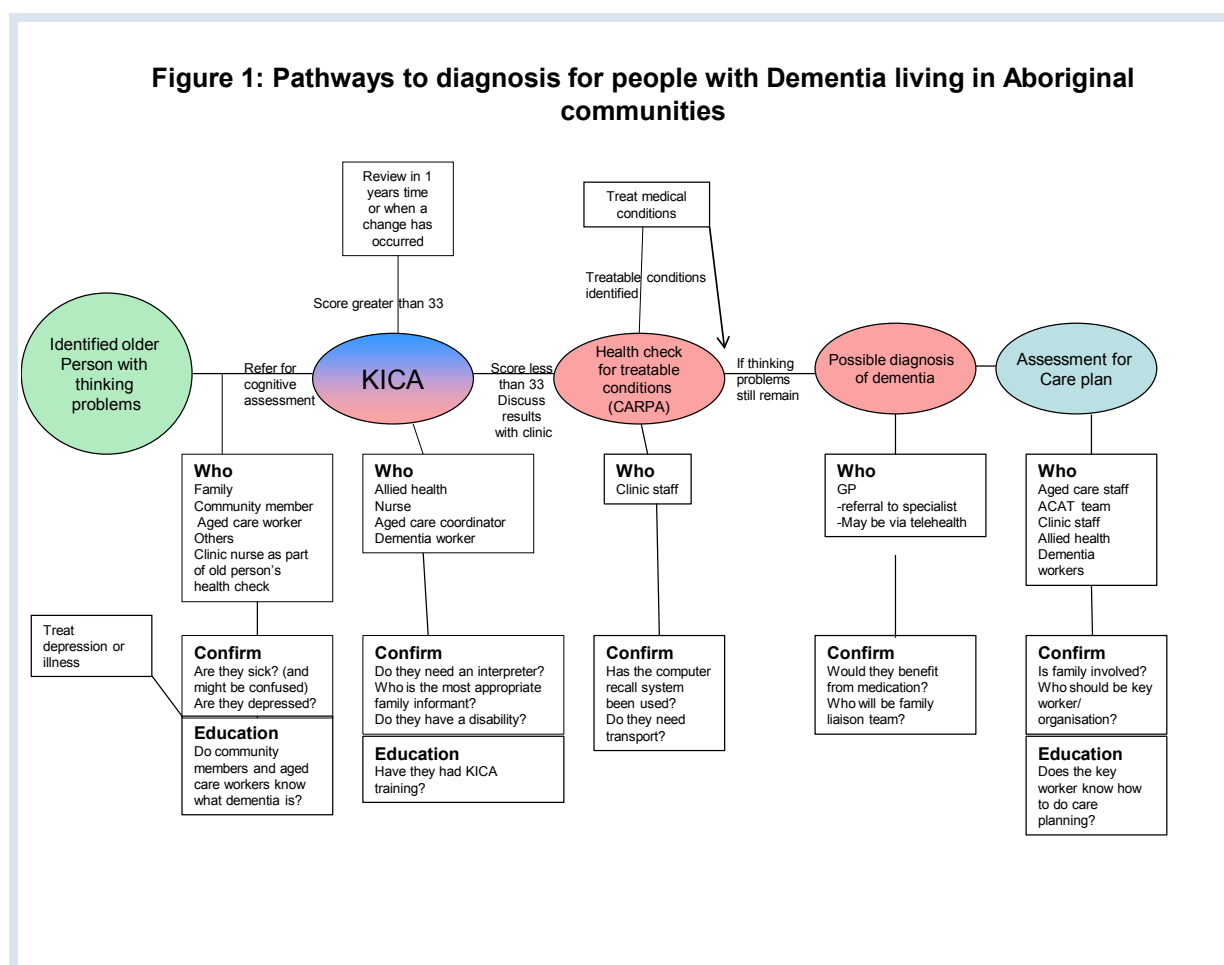 Figure 1: Pathways to diagnosis for people with Dementia living in Aboriginal
communities
Review in 1
years time
or when a
change has
occurred
Score greater than 33
Treat medical
conditions
Treatable conditions
identified
Identified older
Person with
thinking
problems
Refer for
cognitive
assessment
KICA
Score less
than 33
Discuss
results
with clinic
Health check
for treatable
conditions
(CARPA)
If thinking
problems
still remain
Possible diagnosis
of dementia
Assessment for
Care plan
Who
Family
Community member
Aged care worker
Others
Clinic nurse as part
of old person's
health check
Who
Allied health
Nurse
Aged care coordinator
Dementia worker
Who
Clinic staff
Who
GP
-referral to specialist
-May be via telehealth
Who
Aged care staff
ACAT team
Clinic staff
Allied health
Dementia
workers
Treat
depression or
illness
Confirm
Are they sick? (and
might be confused)
Are they depressed?
Education
Do community
members and aged
care workers know
what dementia is?
Confirm
Do they need an interpreter?
Who is the most appropriate
family informant?
Do they have a disability?
Education
Have they had KICA
training?
Confirm
Has the computer
recall system
been used?
Do they need
transport?
Confirm
Would they benefit
from medication?
Who will be family
liaison team?
Confirm
Is family involved?
Who should be key
worker/
organisation?
Education
Does the key
worker know how
to do care
planning?